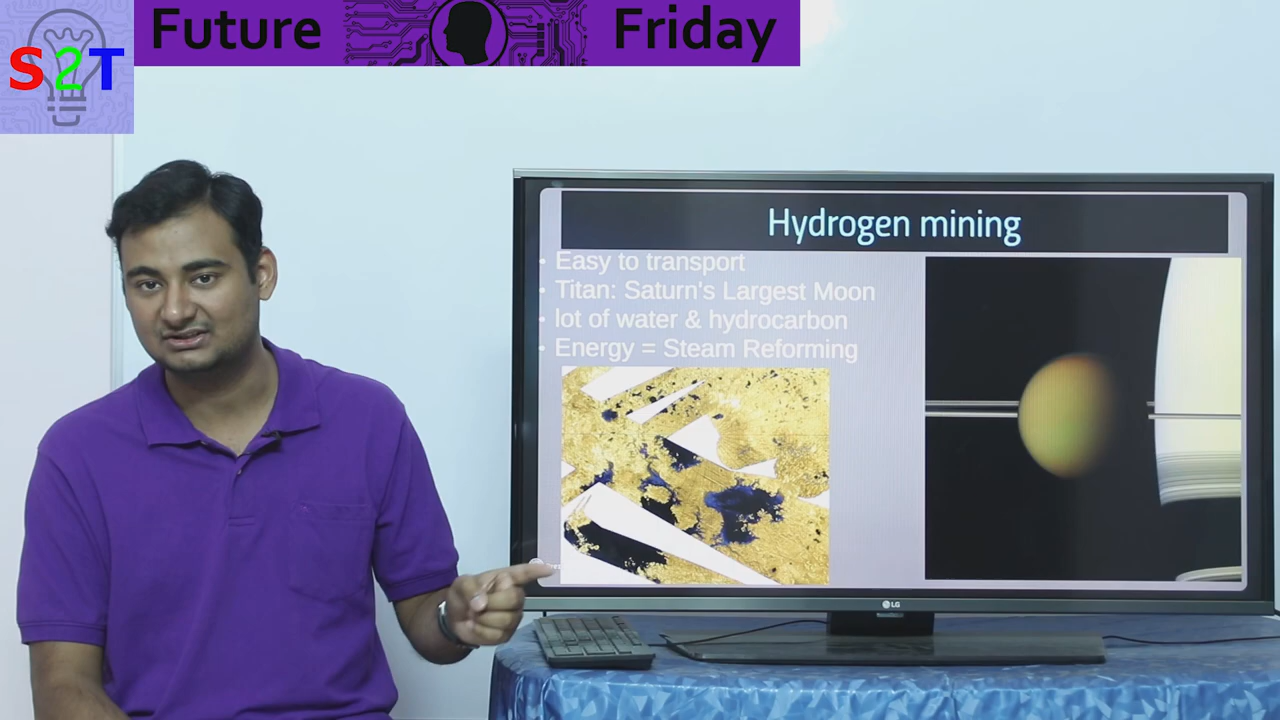 Future Friday
S2T
Hydrogen mining
• Easy to transport
• Titan: Saturn's Largest Moon
• lot of water & hydrocarbon
• Energy = Steam Reforming
LG